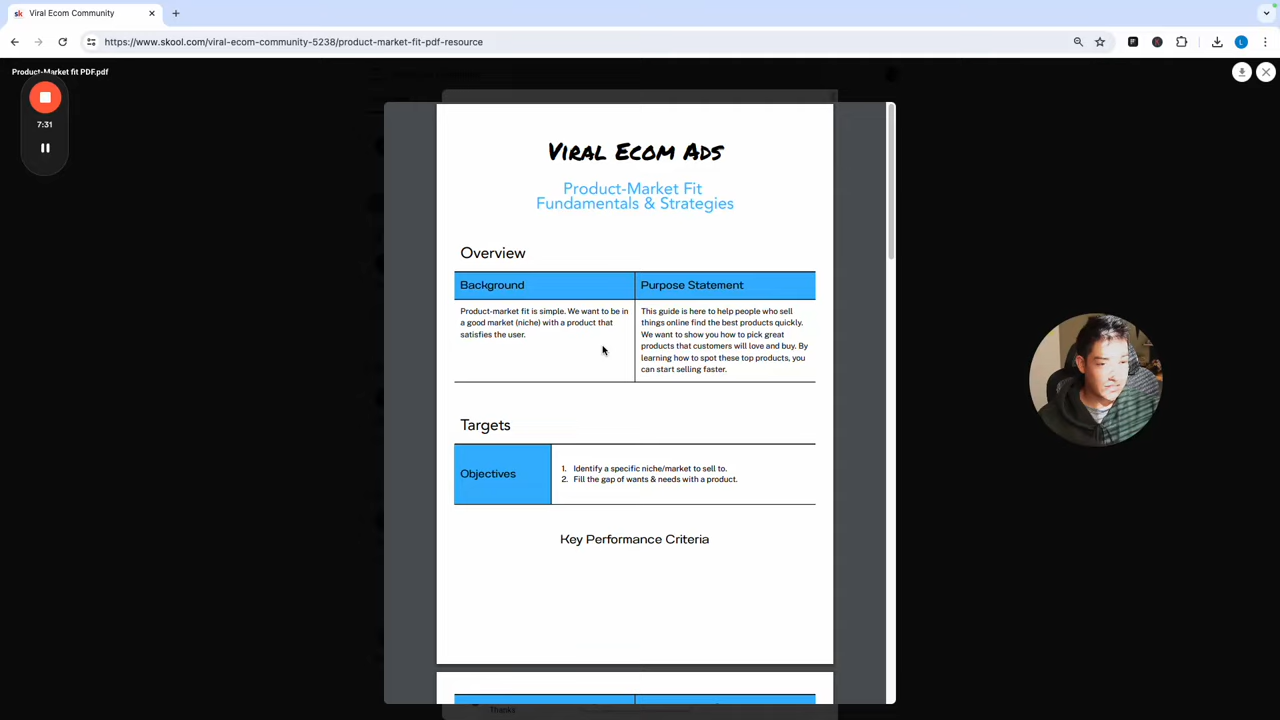 sk Viral Ecom Community
https://www.skool.com/viral-ecom-community-5238/product-market-fit-pdf-resource
L
Product-Market fit PDF.pdf
7:31
Viral Ecom Ads
Product-Market Fit
Fundamentals & Strategies
Overview
Background
Purpose Statement
Product-market fit is simple. We want to be in
a good market (niche) with a product that
satisfies the user.
This guide is here to help people who sell
things online find the best products quickly.
We want to show you how to pick great
products that customers will love and buy. By
learning how to spot these top products, you
can start selling faster.
Targets
Objectives
1. Identify a specific niche/market to sell to.
2. Fill the gap of wants & needs with a product.
Key Performance Criteria
Thanks